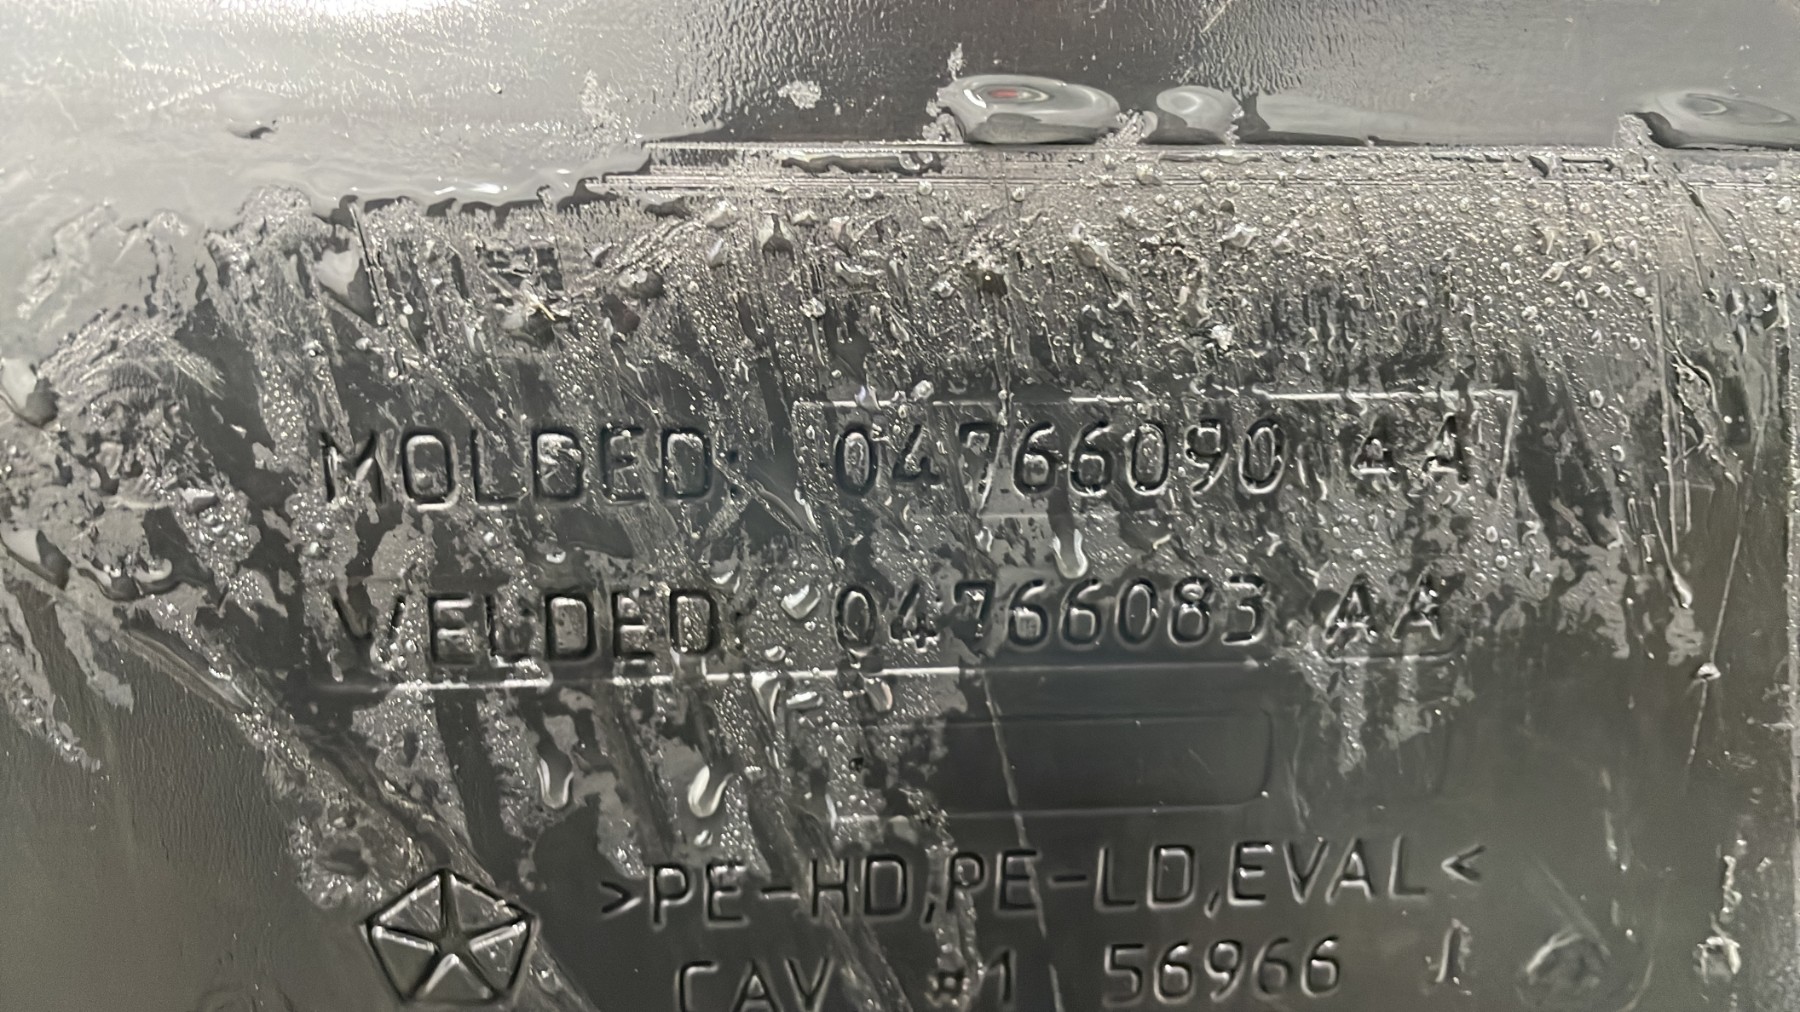 MOLDED: 04766090 AA
WELDED: 04766083 AA
>PE-HD,PE-LD,EVAL<
CAV #1 56966